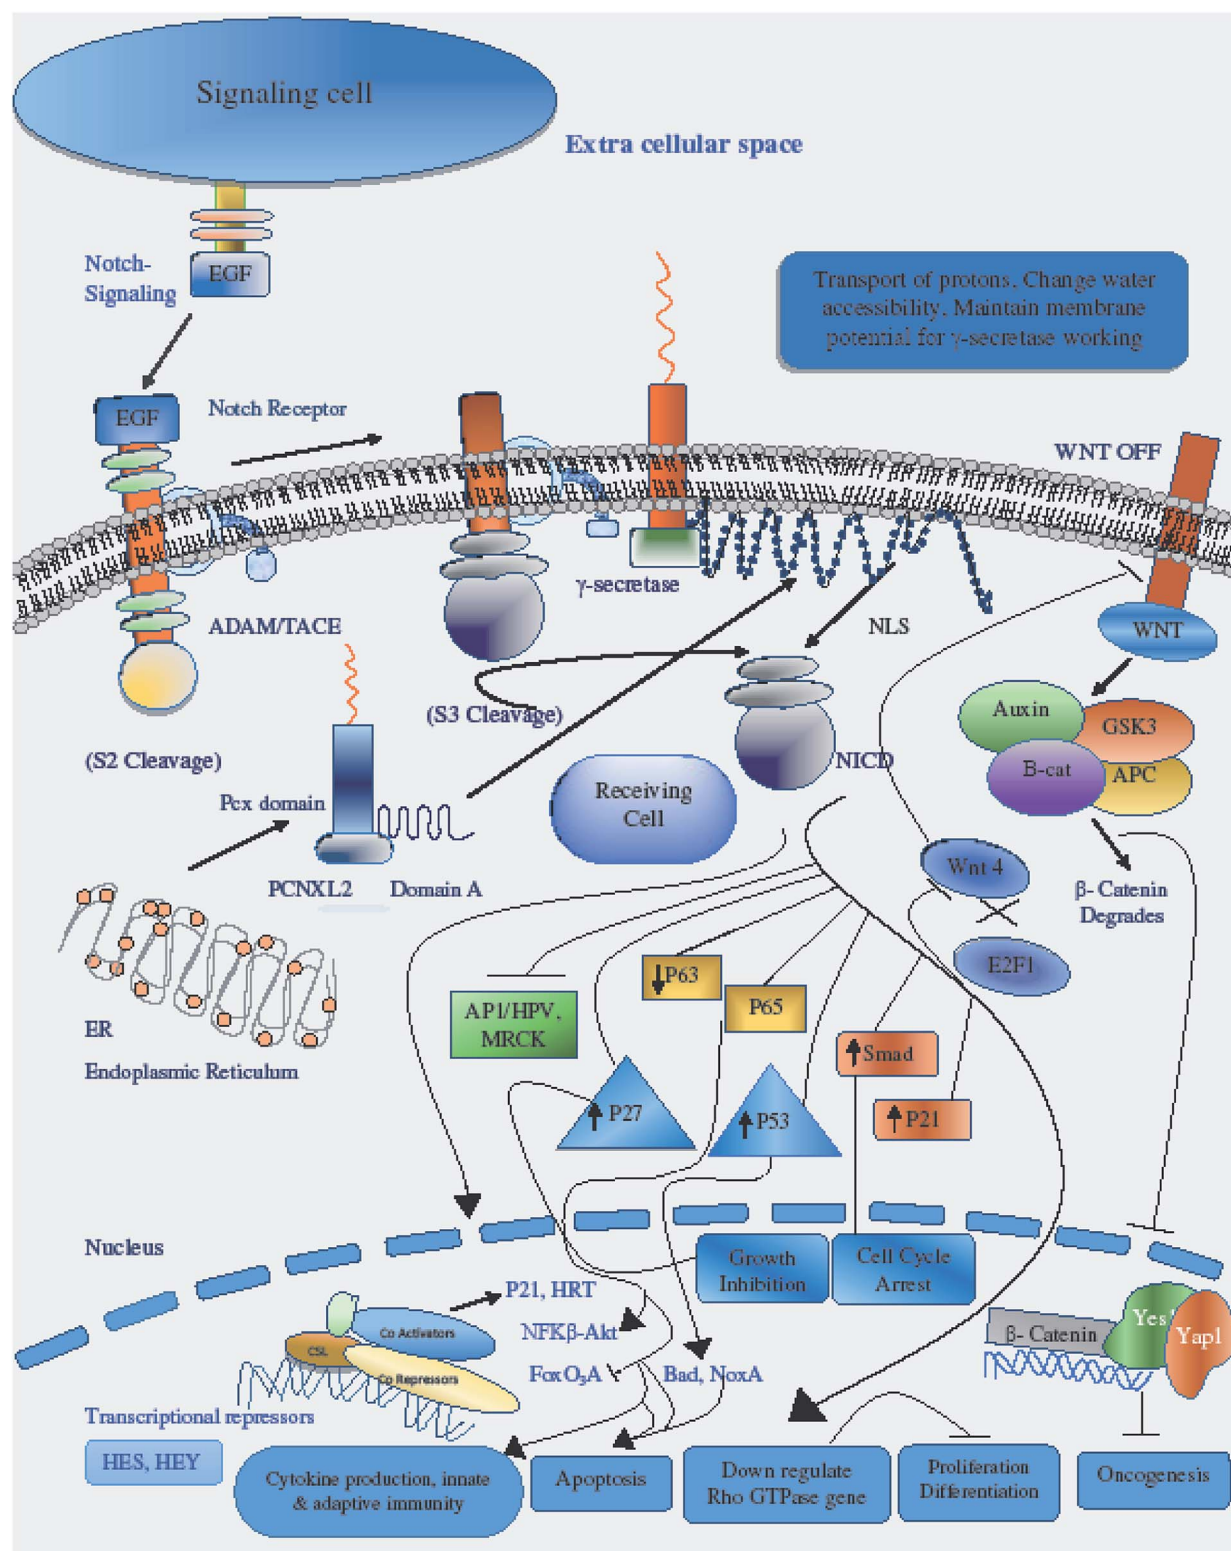 Signaling cell
Extra cellular space
EGF
Notch-
Signaling
Transport of protons, Change water
accessibility, Maintain membrane
potential for γ-secretase working
EGF
Notch Receptor
WNT OFF
γ-secretase
ADAM/TACE
NLS
WNT
(S3 Cleavage)
Auxin
GSK3
(S2 Cleavage)
NICD
B-cat
APC
Pcx domain
Receiving
Cell
Wnt 4
PCNXL2
Domain A
β- Catenin
Degrades
E2F1
P63
P65
AP1/HPV,
MRCK
ER
Smad
Endoplasmic Reticulum
P27
P53
P21
Nucleus
Growth
Inhibition
Cell Cycle
Arrest
P21, HRT
NFKβ-Akt
Co Activators
CSL
β- Catenin
Yes
Yap1
FoxO3A
Bad, NoxA
Co Repressors
Transcriptional repressors
HES, HEY
Cytokine production, innate
& adaptive immunity
Apoptosis
Down regulate
Rho GTPase gene
Proliferation
Differentiation
Oncogenesis